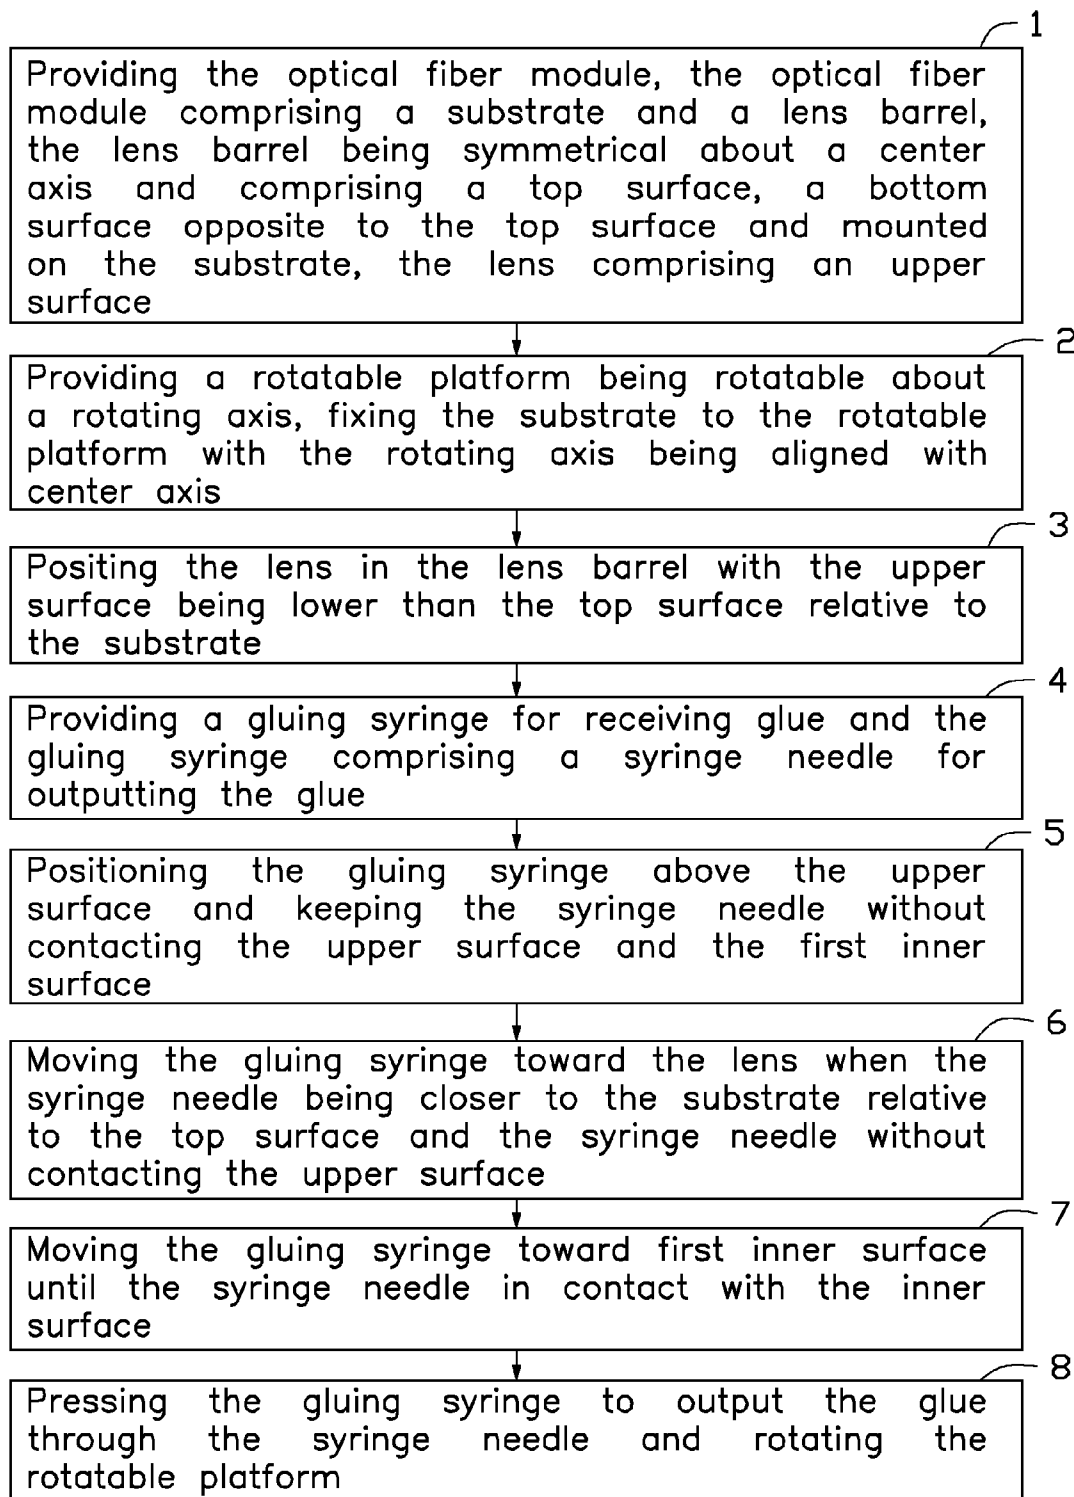 1
Providing the optical fiber module, the optical fiber
module comprising a substrate and a lens barrel,
the lens barrel being symmetrical about a center
axis and comprising a top surface, a bottom
surface opposite to the top surface and mounted
on the substrate, the lens comprising an upper
surface
2
Providing a rotatable platform being rotatable about
a rotating axis, fixing the substrate to the rotatable
platform with the rotating axis being aligned with
center axis
3
Positing the lens in the lens barrel with the upper
surface being lower than the top surface relative to
the substrate
4
Providing a gluing syringe for receiving glue and the
gluing syringe comprising a syringe needle for
outputting the glue
5
Positioning the gluing syringe above the upper
surface and keeping the syringe needle without
contacting the upper surface and the first inner
surface
6
Moving the gluing syringe toward the lens when the
syringe needle being closer to the substrate relative
to the top surface and the syringe needle without
contacting the upper surface
7
Moving the gluing syringe toward first inner surface
until the syringe needle in contact with the inner
surface
8
Pressing the gluing syringe to output the glue
through the syringe needle and rotating the
rotatable platform